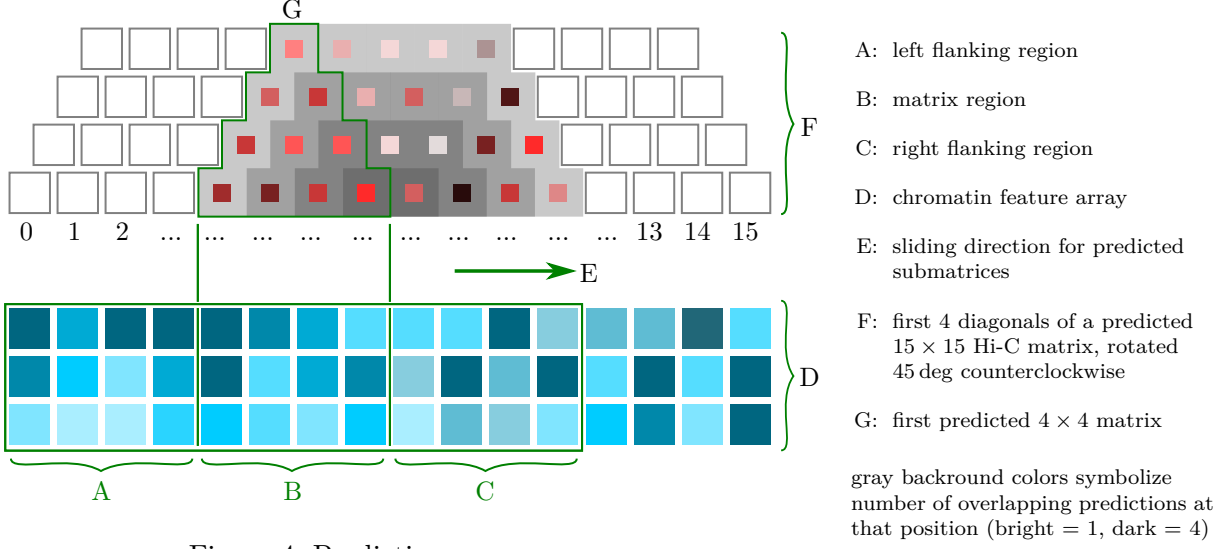 G
F
0 1 2 ... ... ... ... ... ... ... ... ... ... 13 14 15
E
D
A B C
A: left flanking region
B: matrix region
C: right flanking region
D: chromatin feature array
E: sliding direction for predicted
submatrices
F: first 4 diagonals of a predicted
15 × 15 Hi-C matrix, rotated
45 deg counterclockwise
G: first predicted 4 × 4 matrix
gray backround colors symbolize
number of overlapping predictions at
that position (bright = 1, dark = 4)